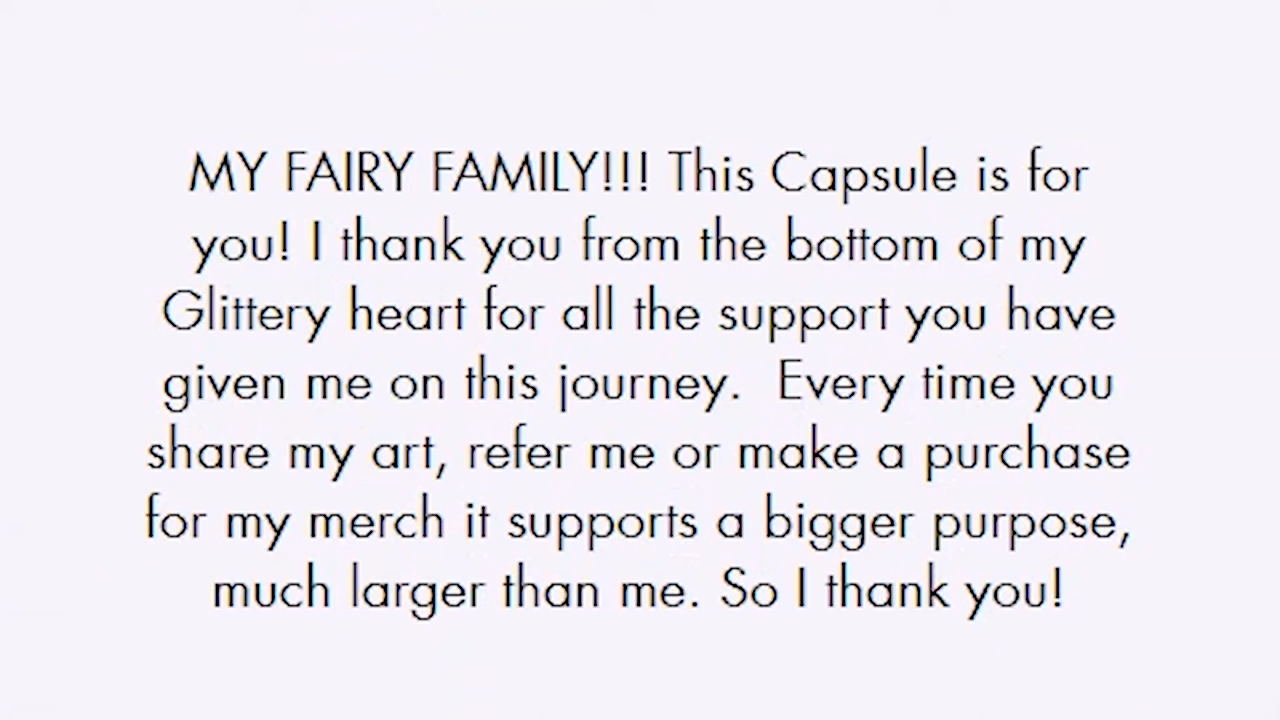 MY FAIRY FAMILY!!! This Capsule is for
you! I thank you from the bottom of my
Glittery heart for all the support you have
given me on this journey.  Every time you
share my art, refer me or make a purchase
for my merch it supports a bigger purpose,
much larger than me. So I thank you!